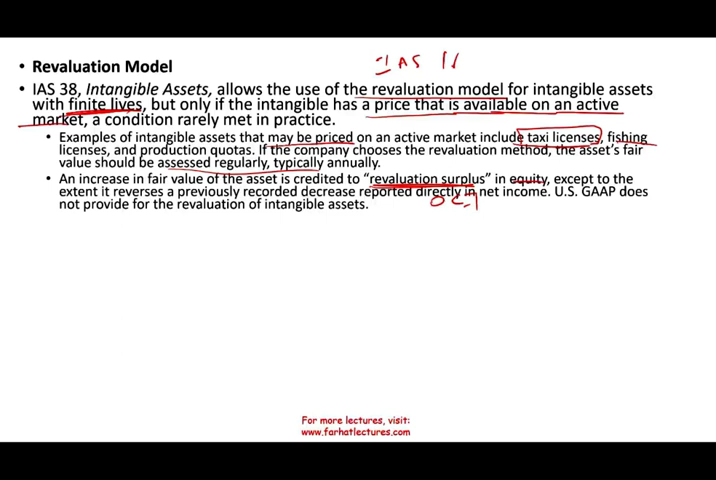 • Revaluation Model
IAS 16
• IAS 38, Intangible Assets, allows the use of the revaluation model for intangible assets
with finite lives, but only if the intangible has a price that is available on an active
market, a condition rarely met in practice.
• Examples of intangible assets that may be priced on an active market include taxi licenses, fishing
licenses, and production quotas. If the company chooses the revaluation method, the asset's fair
value should be assessed regularly, typically annually.
• An increase in fair value of the asset is credited to “revaluation surplus” in equity, except to the
extent it reverses a previously recorded decrease reported directly in net income. U.S. GAAP does
OCI
not provide for the revaluation of intangible assets.
For more lectures, visit:
www.farhatlectures.com